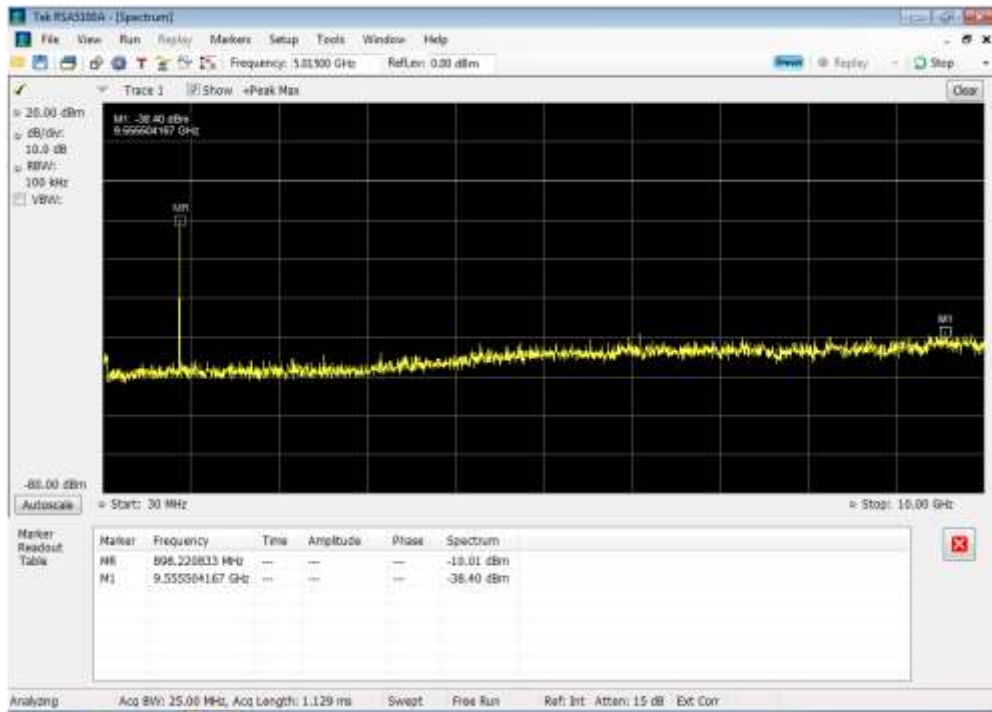 Tek RSA5100A - [Spectrum]
File View Run Replay Markers Setup Tools Window Help
Frequency: 5.01500 GHz RefLev: 0.00 dBm Preset Replay Stop
Trace 1 Show +Peak Max Clear
20.00 dBm
dB/div:
10.0 dB
RBW:
100 kHz
VBW:
M1: -38.40 dBm
9.555504167 GHz
MR
M1
-80.00 dBm
Autoscale Start: 30 MHz Stop: 10.00 GHz
Marker
Readout
Table
Marker Frequency Time Amplitude Phase Spectrum
MR 898.220833 MHz --- --- --- -10.01 dBm
M1 9.555504167 GHz --- --- --- -38.40 dBm
Analyzing Acq BW: 25.00 MHz, Acq Length: 1.129 ms Swept Free Run Ref: Int Atten: 15 dB Ext Corr